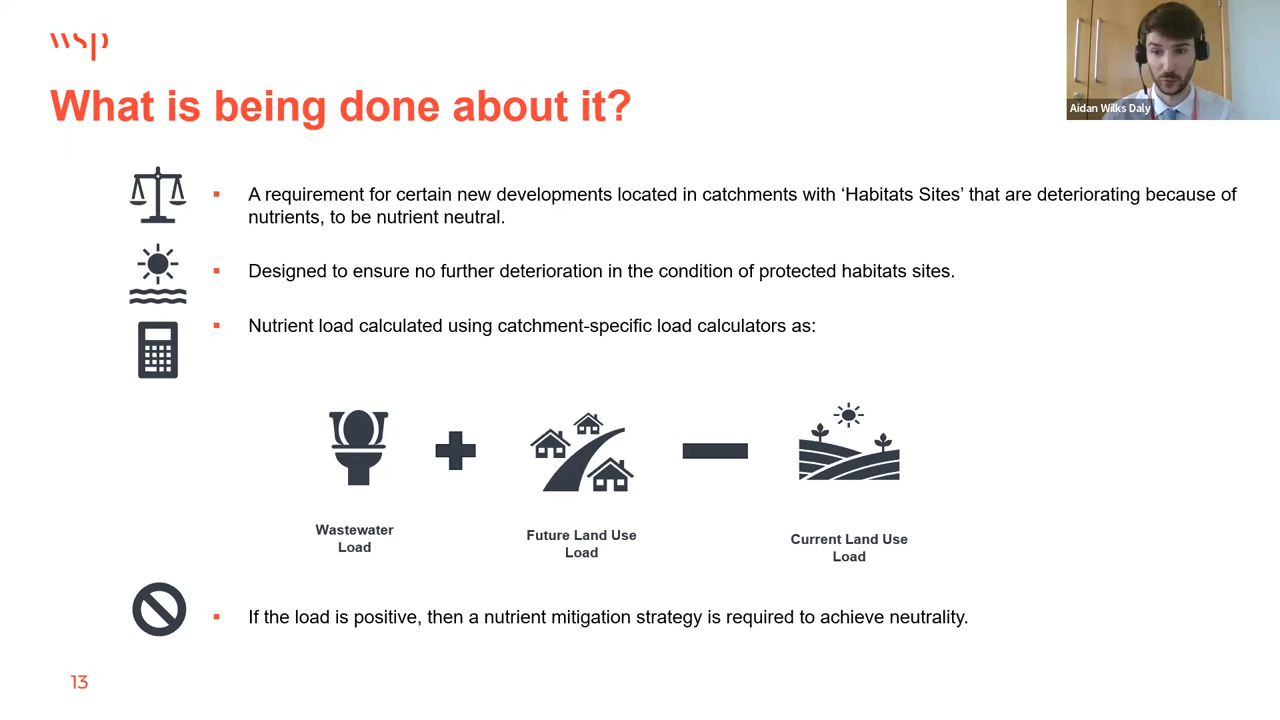 wsp
What is being done about it?
Aidan Wilks Daly
▪ A requirement for certain new developments located in catchments with ‘Habitats Sites’ that are deteriorating because of
nutrients, to be nutrient neutral.
▪ Designed to ensure no further deterioration in the condition of protected habitats sites.
▪ Nutrient load calculated using catchment-specific load calculators as:
Wastewater
Load
Future Land Use
Load
Current Land Use
Load
▪ If the load is positive, then a nutrient mitigation strategy is required to achieve neutrality.
13